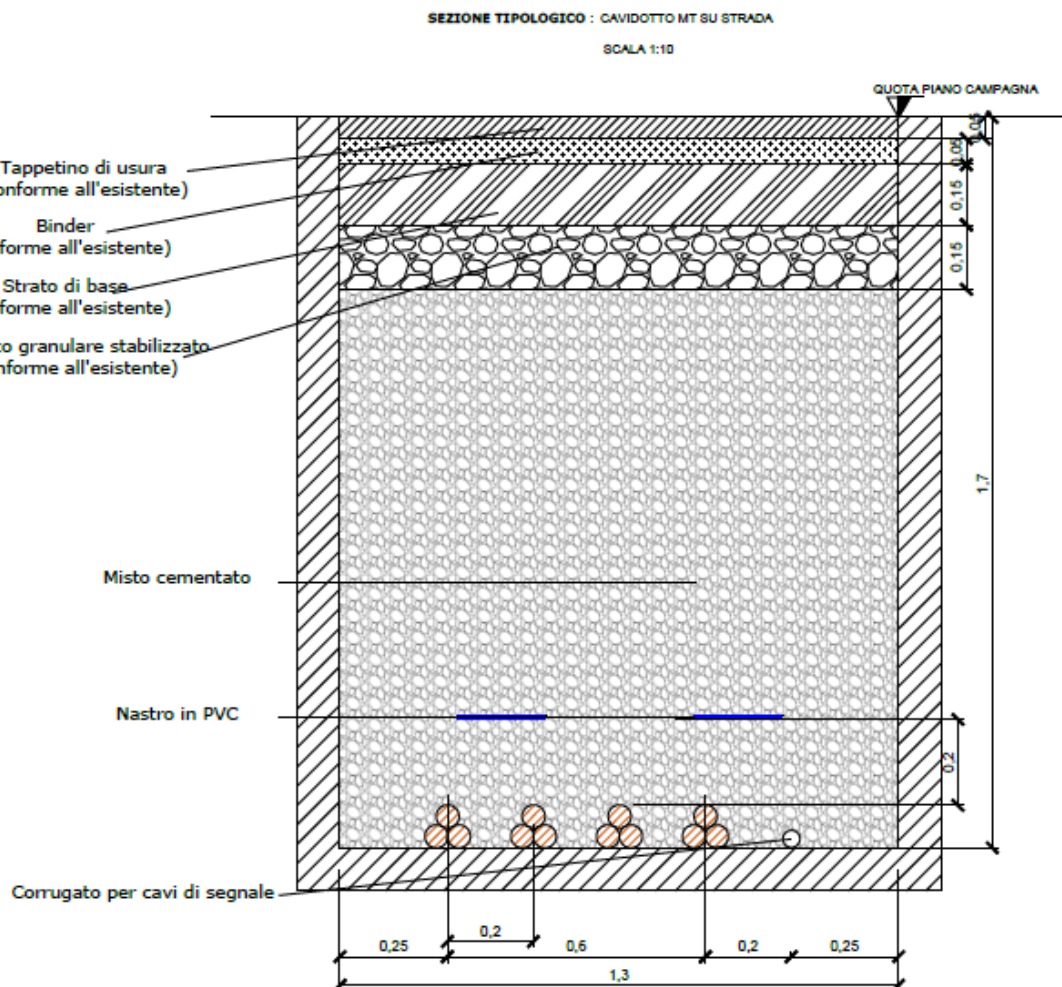 SEZIONE TIPOLOGICO : CAVIDOTTO MT SU STRADA
SCALA 1:10
QUOTA PIANO CAMPAGNA
0,05
0,05
Tappetino di usura
onforme all'esistente)
0,15
Binder
forme all'esistente)
0,15
Strato di base
forme all'esistente)
o granulare stabilizzato
nforme all'esistente)
1,7
Misto cementato
Nastro in PVC
0,2
Corrugato per cavi di segnale
0,2
0,25
0,6
0,2
0,25
1,3